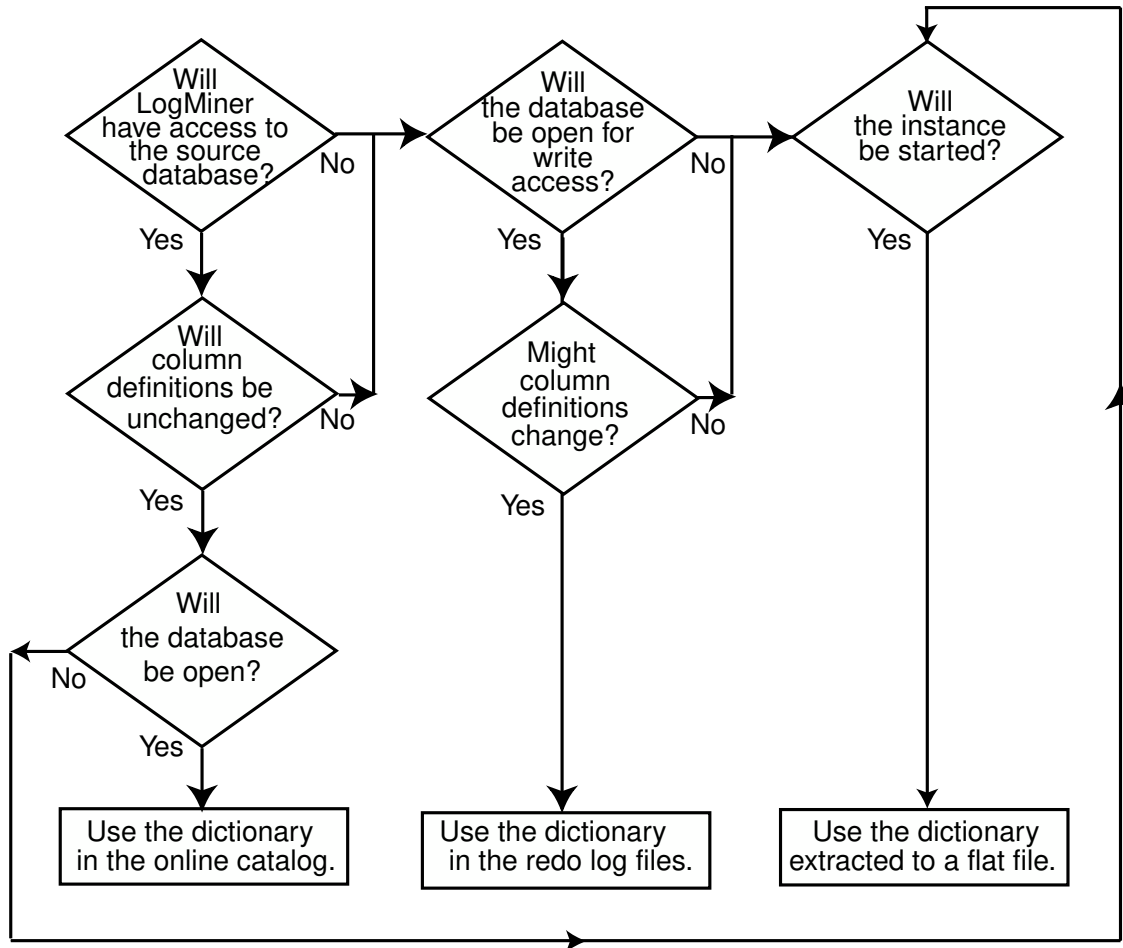 Will
LogMiner
have access to
the source
database?
No
Yes
Will
column
definitions be
unchanged?
No
Yes
Will
the database
be open?
No
Yes
Use the dictionary
in the online catalog.
Will
the database
be open for
write
access?
No
Yes
Might
column
definitions
change?
No
Yes
Use the dictionary
in the redo log files.
Will
the instance
be started?
Yes
Use the dictionary
extracted to a flat file.